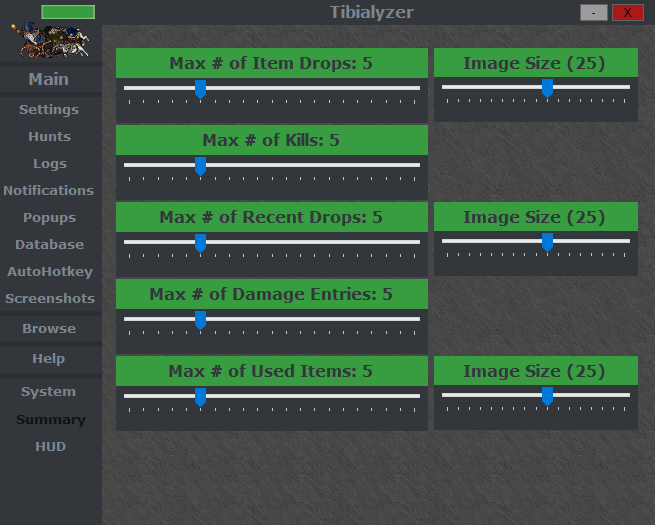 Tibialyzer
-
X
Main
Settings
Hunts
Logs
Notifications
Popups
Database
AutoHotkey
Screenshots
Browse
Help
System
Summary
HUD
Max # of Item Drops: 5
Image Size (25)
Max # of Kills: 5
Max # of Recent Drops: 5
Image Size (25)
Max # of Damage Entries: 5
Max # of Used Items: 5
Image Size (25)